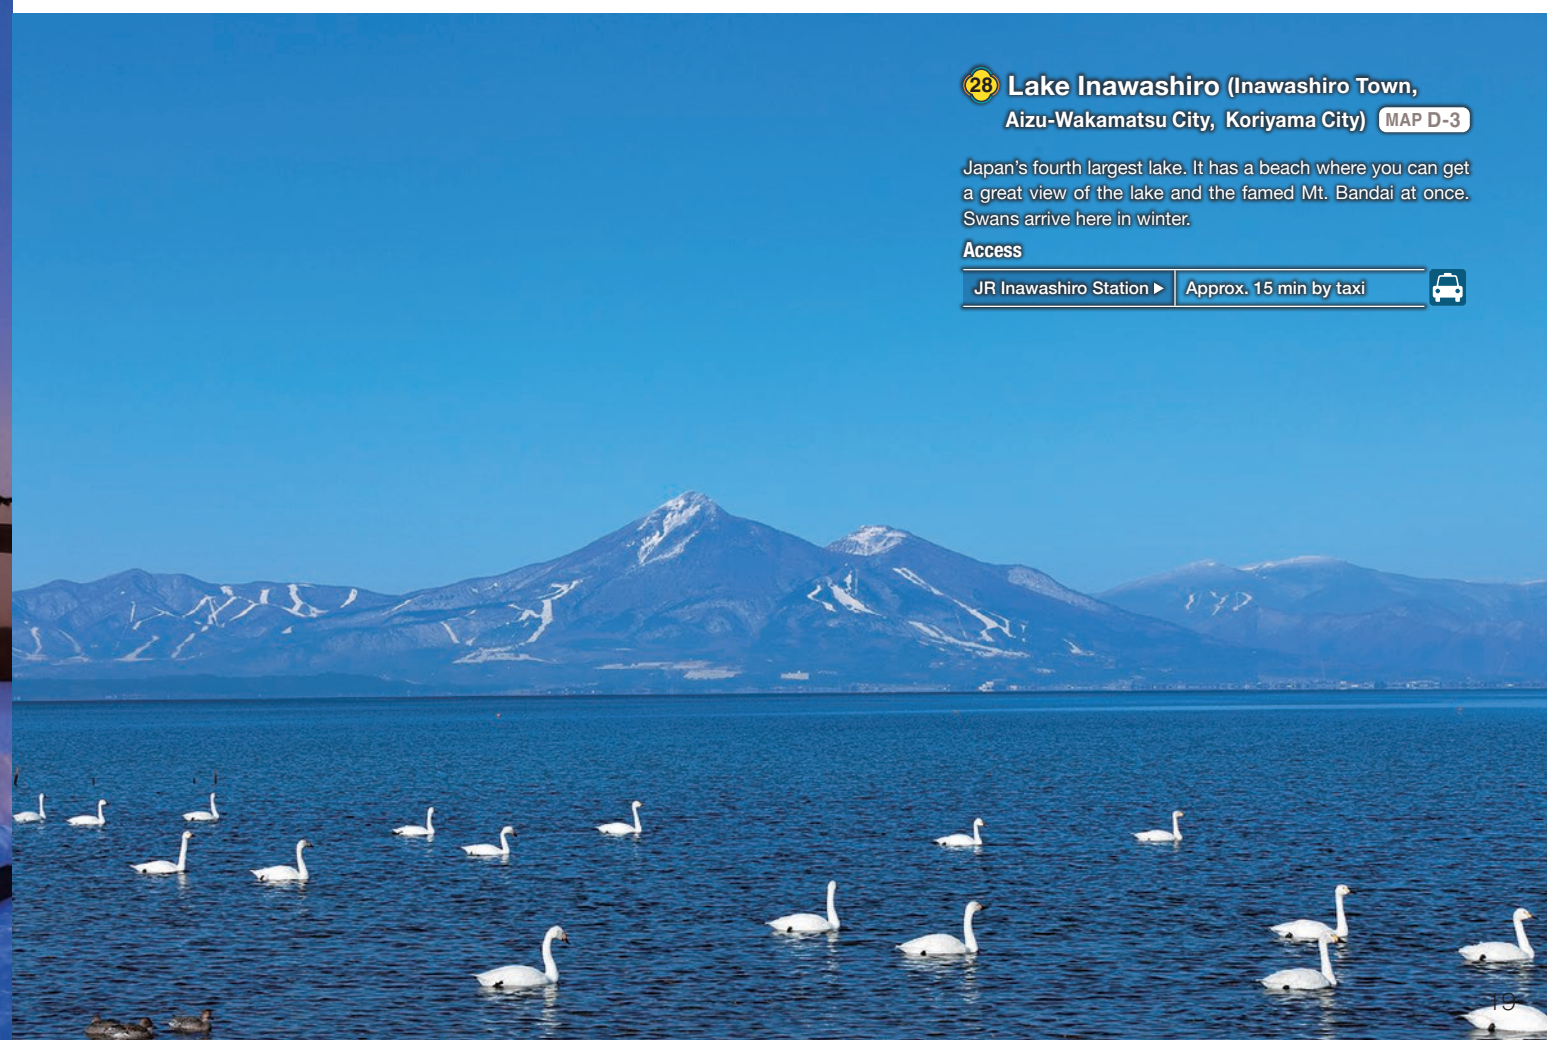 28 Lake Inawashiro (Inawashiro Town,
Aizu-Wakamatsu City, Koriyama City) MAP D-3
Japan's fourth largest lake. It has a beach where you can get
a great view of the lake and the famed Mt. Bandai at once.
Swans arrive here in winter.
Access
JR Inawashiro Station ▶ Approx. 15 min by taxi
19